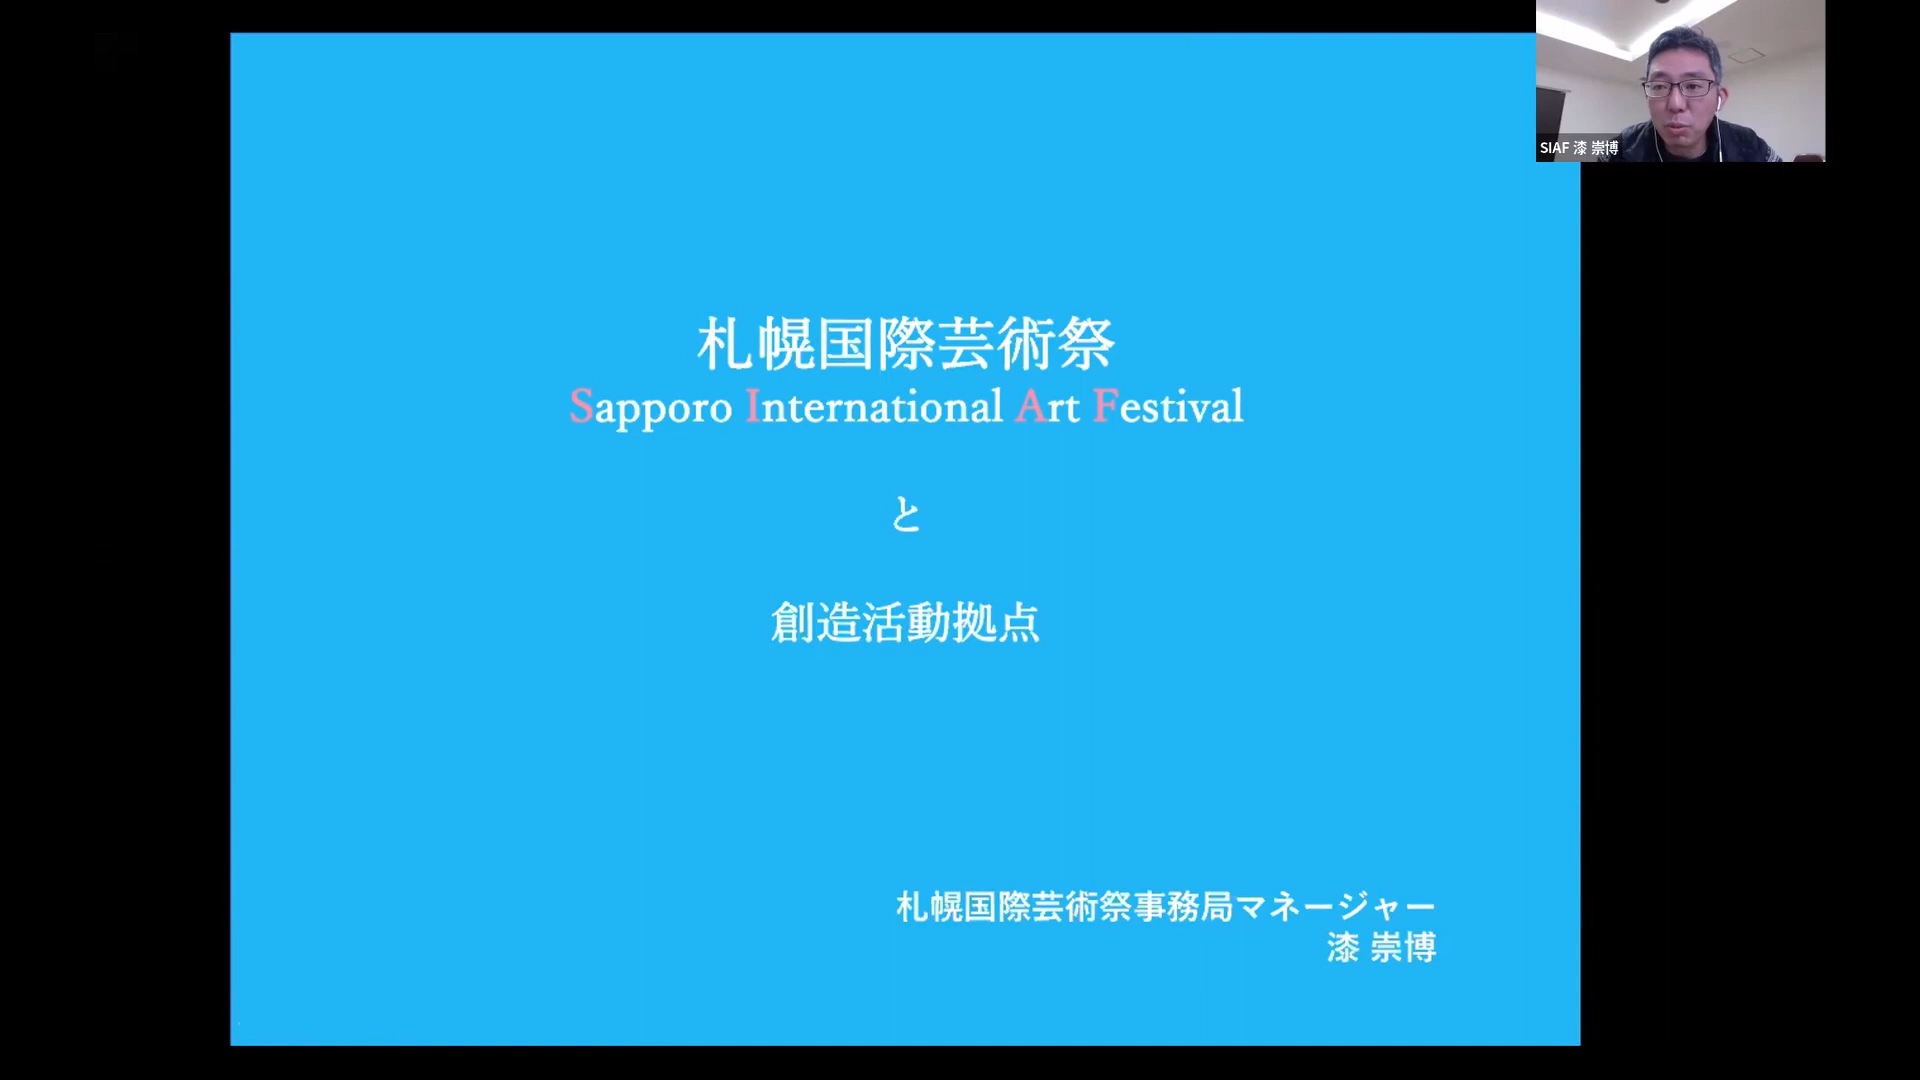 札幌国際芸術祭
Sapporo International Art Festival
と
創造活動拠点
札幌国際芸術祭事務局マネージャー
漆 崇博
SIAF 漆 崇博